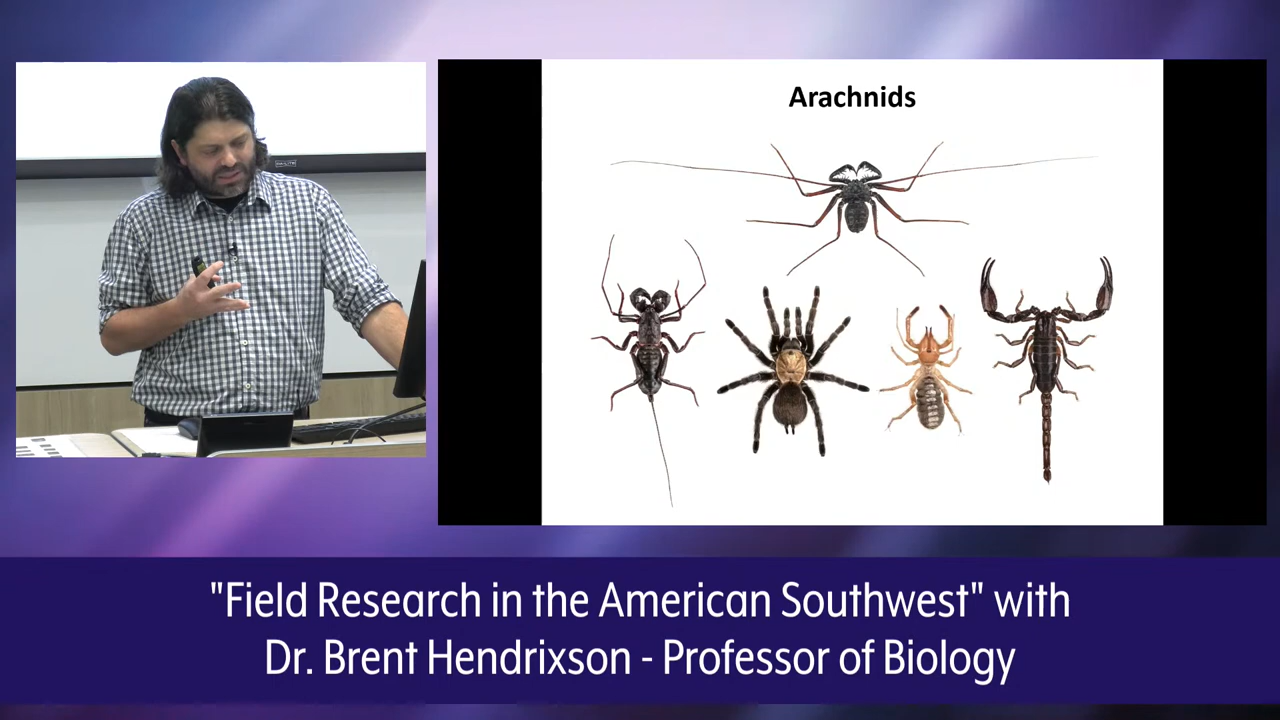 Arachnids
"Field Research in the American Southwest" with
Dr. Brent Hendrixson - Professor of Biology